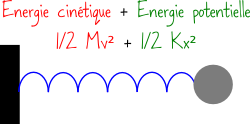 Energie cinétique + Energie potentielle
1/2 Mv² + 1/2 Kx²